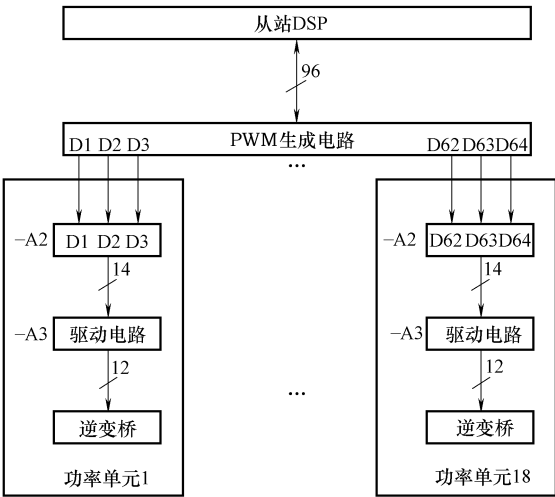 从站DSP
96
PWM生成电路
D1 D2 D3
D62 D63 D64
...
-A2
D1 D2 D3
14
-A3
驱动电路
12
逆变桥
功率单元1
...
-A2
D62 D63 D64
14
-A3
驱动电路
12
逆变桥
功率单元18